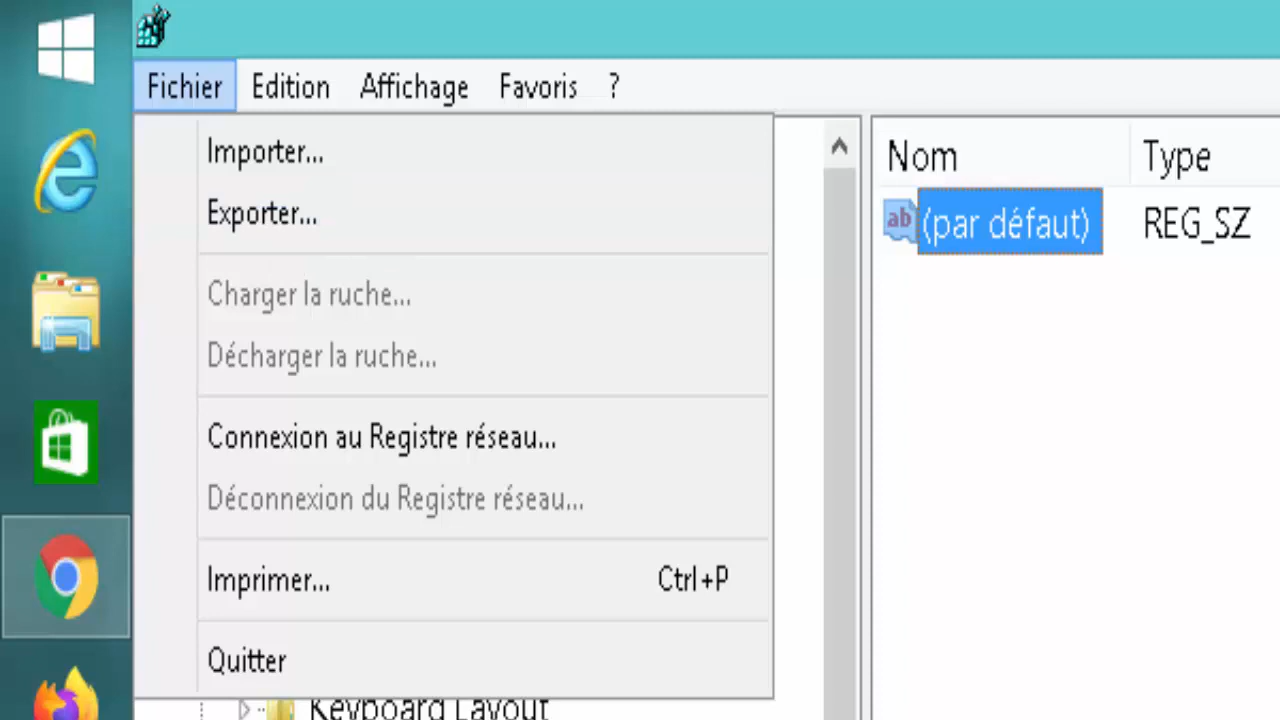 Fichier Edition Affichage Favoris ?
Importer...
Exporter...
Charger la ruche...
Décharger la ruche...
Connexion au Registre réseau...
Déconnexion du Registre réseau...
Imprimer... Ctrl+P
Quitter
Keyboard Layout
Nom Type
ab (par défaut) REG_SZ